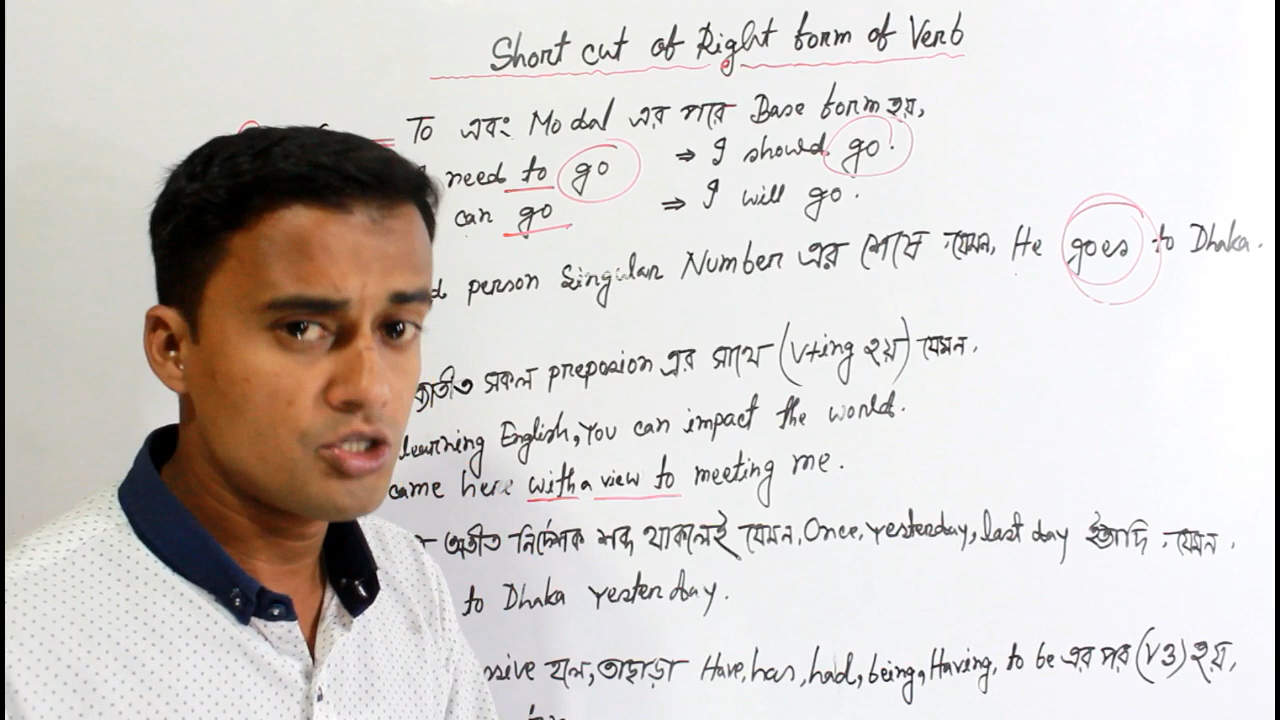 Short cut of Right form of Verb
To এবং Modal এর পরে Base form হয়,
need to go ⇒ I should go.
can go ⇒ I will go.
d person Singular Number এর শেষে যেমন, He goes to Dhaka.
ব্যতীত সকল preposion এর সাথে (V+ing হয়) যেমন,
learning English, You can impact the world.
came here with a view to meeting me.
অতীত নির্দেশক শব্দ থাকলেই যেমন, Once, yesterday, last day ইত্যাদি, যেমন,
to Dhaka yesterday.
ssive হলে, তাছাড়া Have, has, had, being, Having, to be এর পর (V3) হয়,